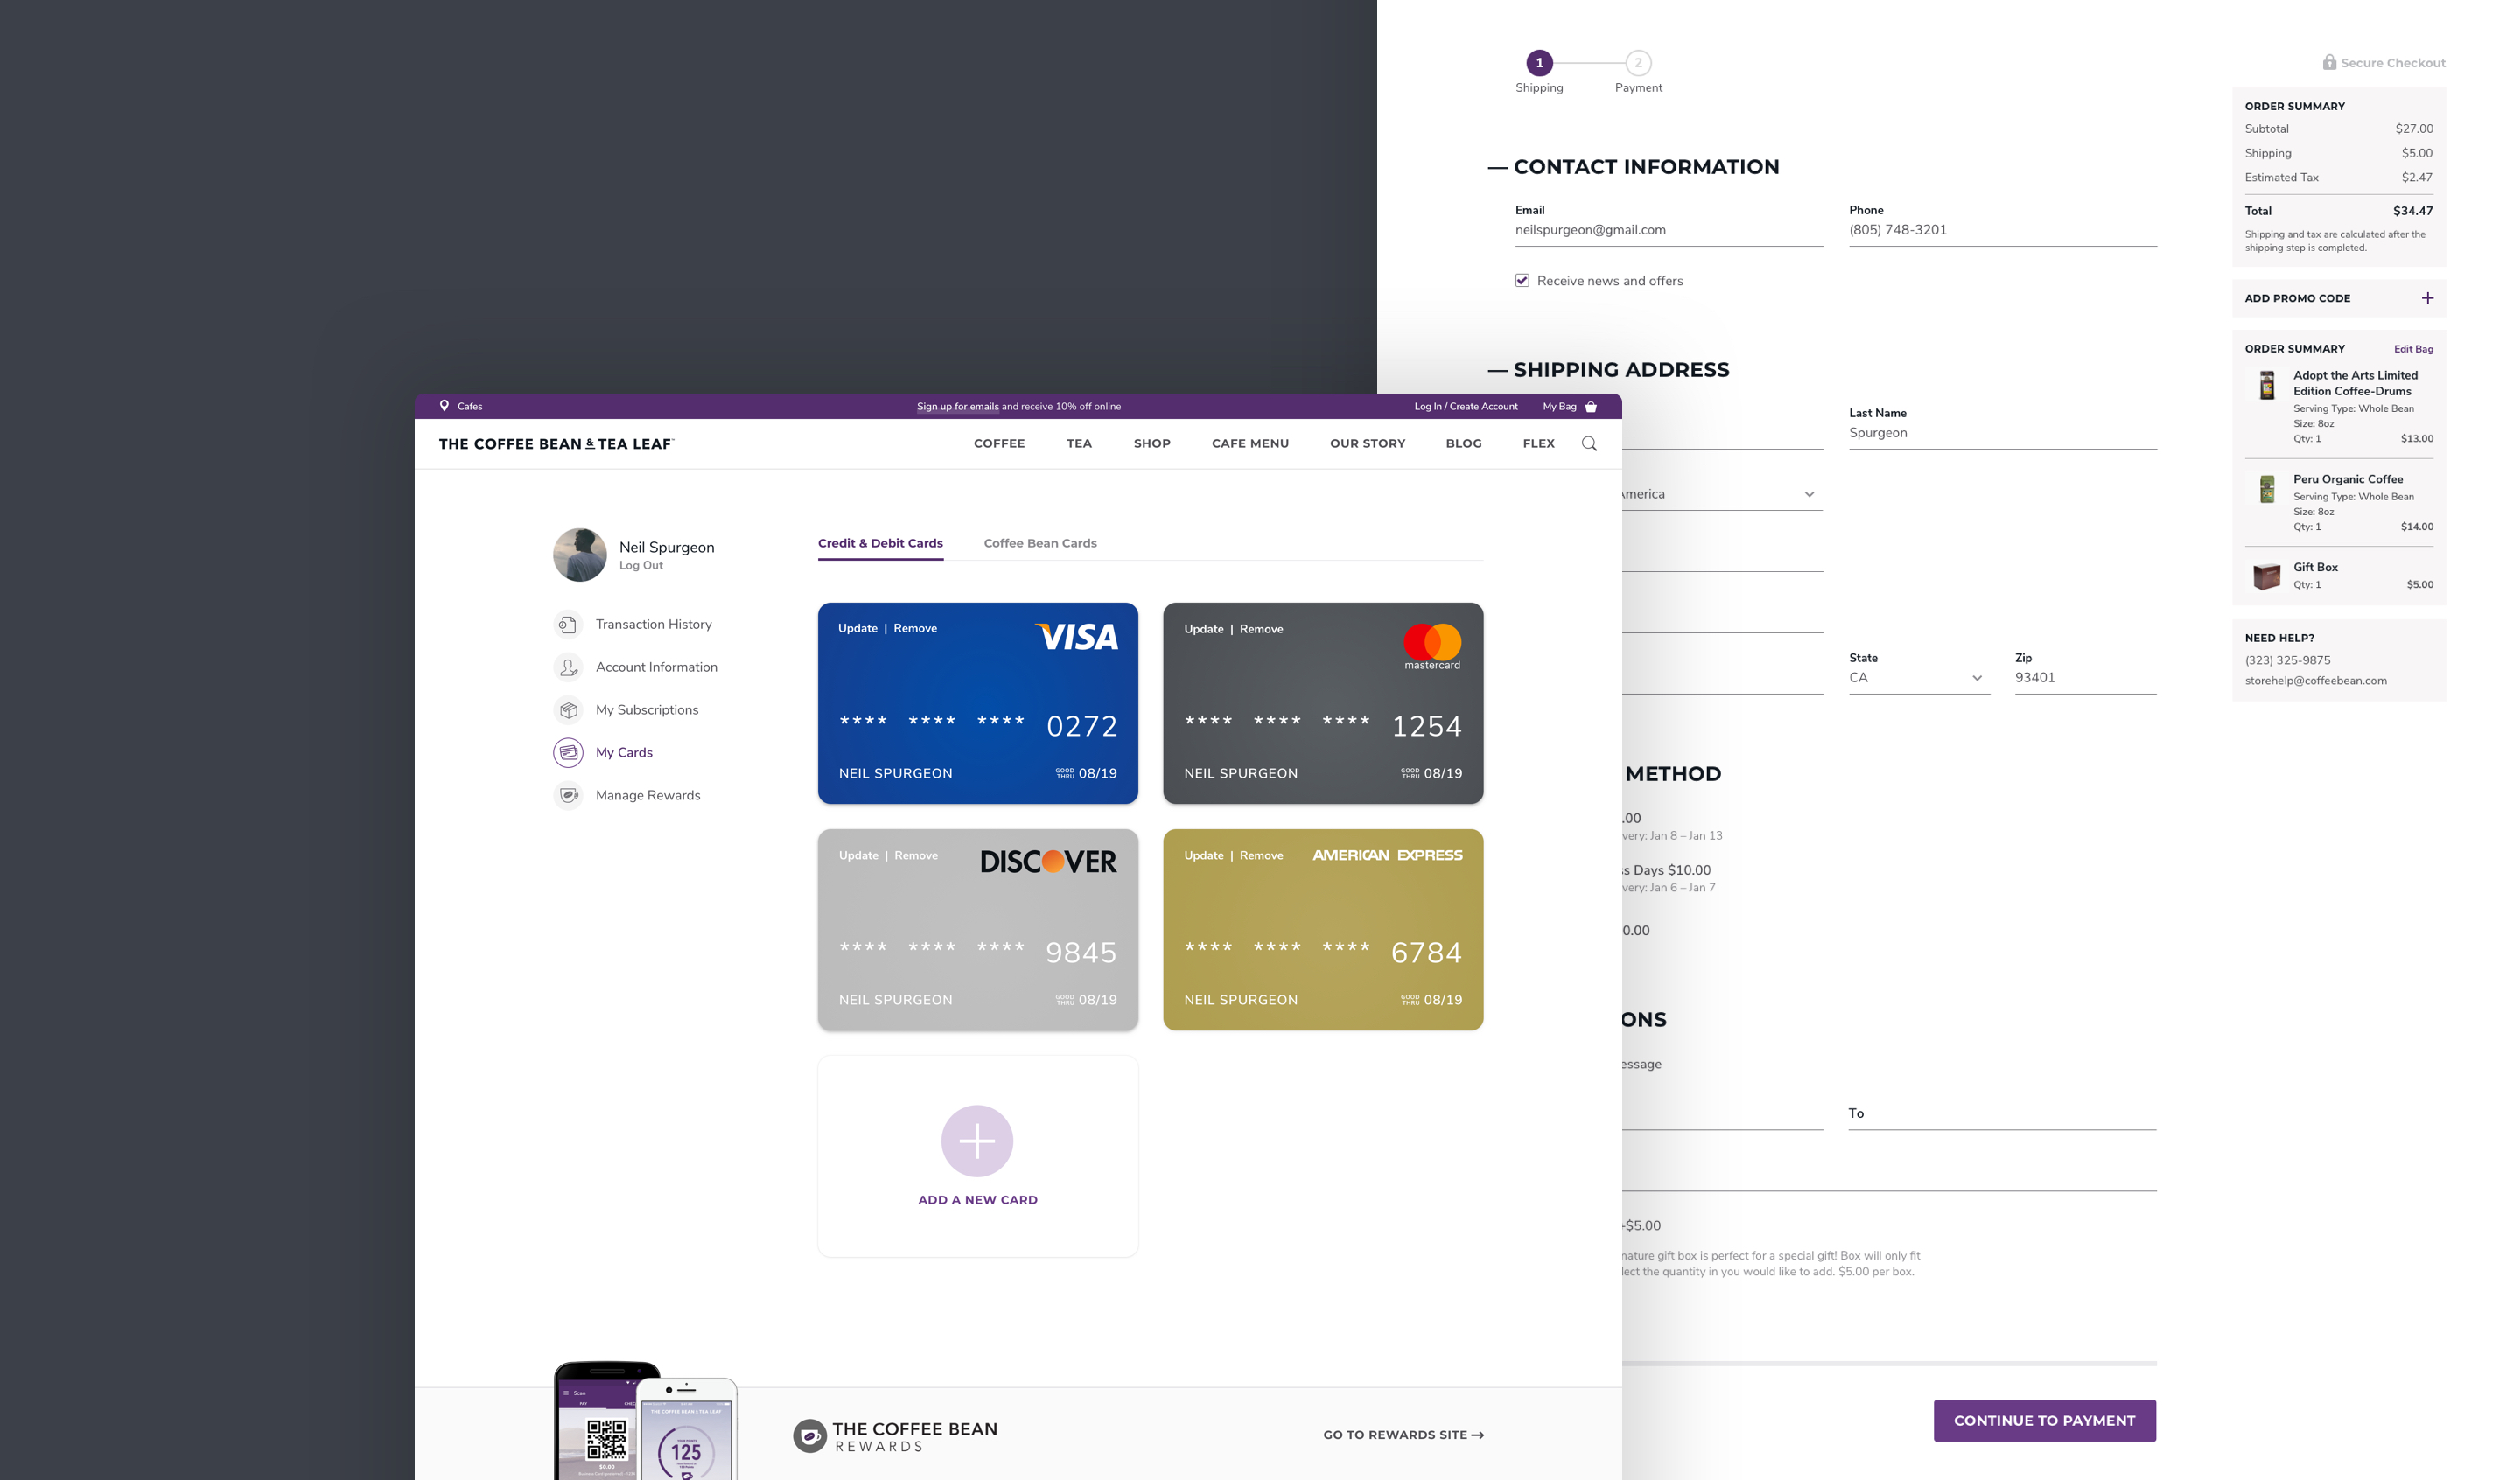 1
2
Shipping
Payment
Secure Checkout
— CONTACT INFORMATION
Email
neilspurgeon@gmail.com
Phone
(805) 748-3201
Receive news and offers
— SHIPPING ADDRESS
Last Name
Spurgeon
America
State
CA
Zip
93401
METHOD
.00
very: Jan 8 – Jan 13
s Days $10.00
very: Jan 6 – Jan 7
0.00
ONS
essage
To
$5.00
nature gift box is perfect for a special gift! Box will only fit
lect the quantity in you would like to add. $5.00 per box.
CONTINUE TO PAYMENT
ORDER SUMMARY
Subtotal $27.00
Shipping $5.00
Estimated Tax $2.47
Total $34.47
Shipping and tax are calculated after the
shipping step is completed.
ADD PROMO CODE
ORDER SUMMARY Edit Bag
Adopt the Arts Limited
Edition Coffee-Drums
Serving Type: Whole Bean
Size: 8oz
Qty: 1 $13.00
Peru Organic Coffee
Serving Type: Whole Bean
Size: 8oz
Qty: 1 $14.00
Gift Box
Qty: 1 $5.00
NEED HELP?
(323) 325-9875
storehelp@coffeebean.com
Cafes
Sign up for emails and receive 10% off online
Log In / Create Account
My Bag
THE COFFEE BEAN & TEA LEAF
COFFEE TEA SHOP CAFE MENU OUR STORY BLOG FLEX
Neil Spurgeon
Log Out
Transaction History
Account Information
My Subscriptions
My Cards
Manage Rewards
Credit & Debit Cards
Coffee Bean Cards
Update | Remove
VISA
**** **** **** 0272
NEIL SPURGEON
GOOD THRU 08/19
Update | Remove
mastercard
**** **** **** 1254
NEIL SPURGEON
GOOD THRU 08/19
Update | Remove
DISCOVER
**** **** **** 9845
NEIL SPURGEON
GOOD THRU 08/19
Update | Remove
AMERICAN EXPRESS
**** **** **** 6784
NEIL SPURGEON
GOOD THRU 08/19
ADD A NEW CARD
Scan
PAY
$0.00
THE COFFEE BEAN & TEA LEAF
125
THE COFFEE BEAN
REWARDS
GO TO REWARDS SITE →